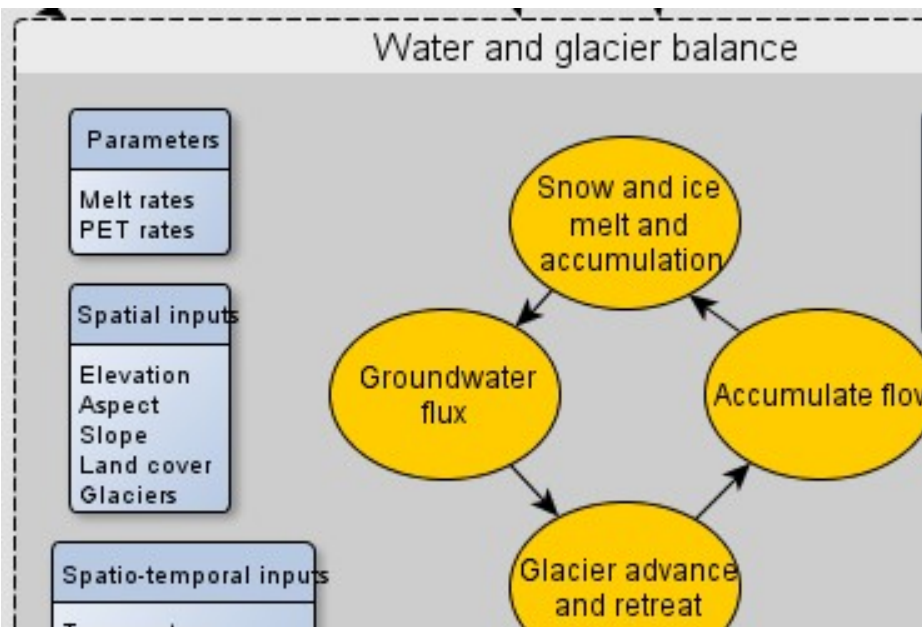 Water and glacier balance
Parameters
Melt rates
PET rates
Spatial inputs
Elevation
Aspect
Slope
Land cover
Glaciers
Spatio-temporal inputs
Snow and ice
melt and
accumulation
Groundwater
flux
Accumulate flow
Glacier advance
and retreat